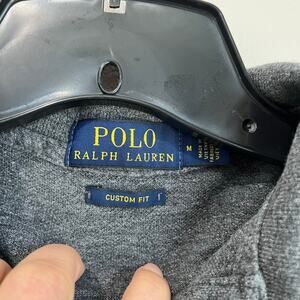 POLO
RALPH LAUREN
M
CUSTOM FIT